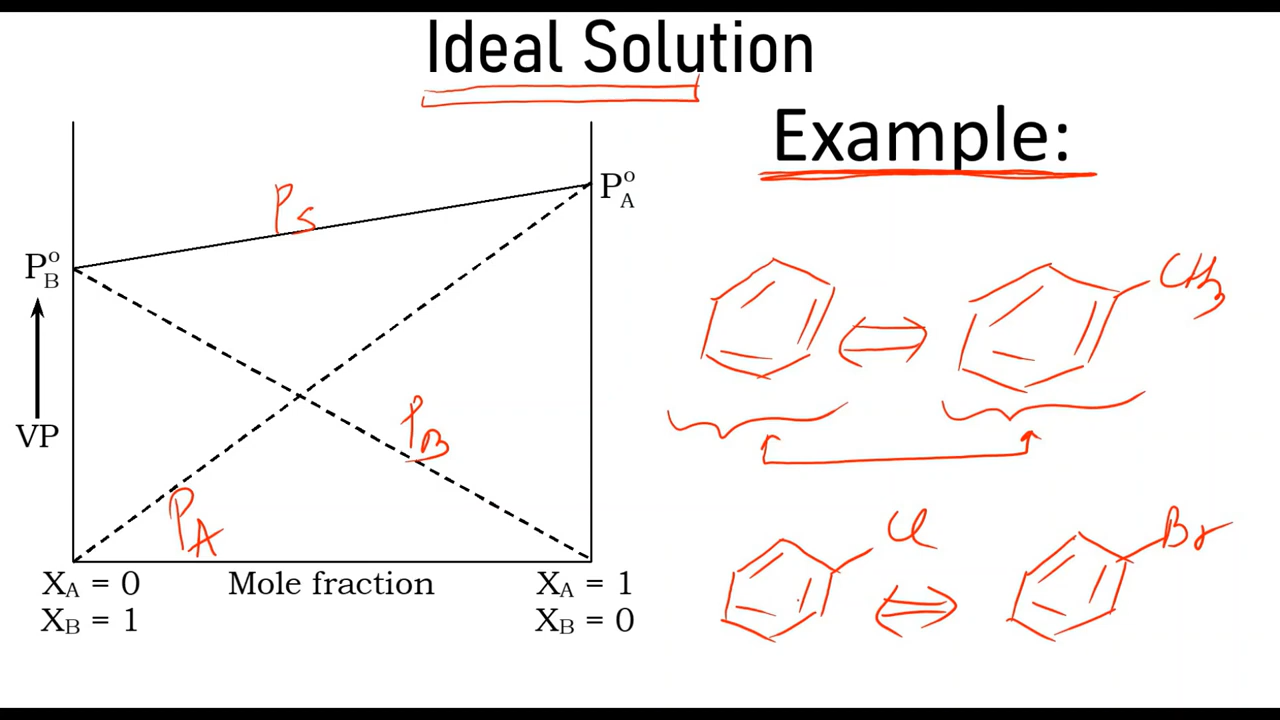 Ideal Solution
Example:
P°A
P°B
VP
PS
PB
PA
XA = 0 Mole fraction XA = 1
XB = 1 XB = 0
CH3
Cl
Br